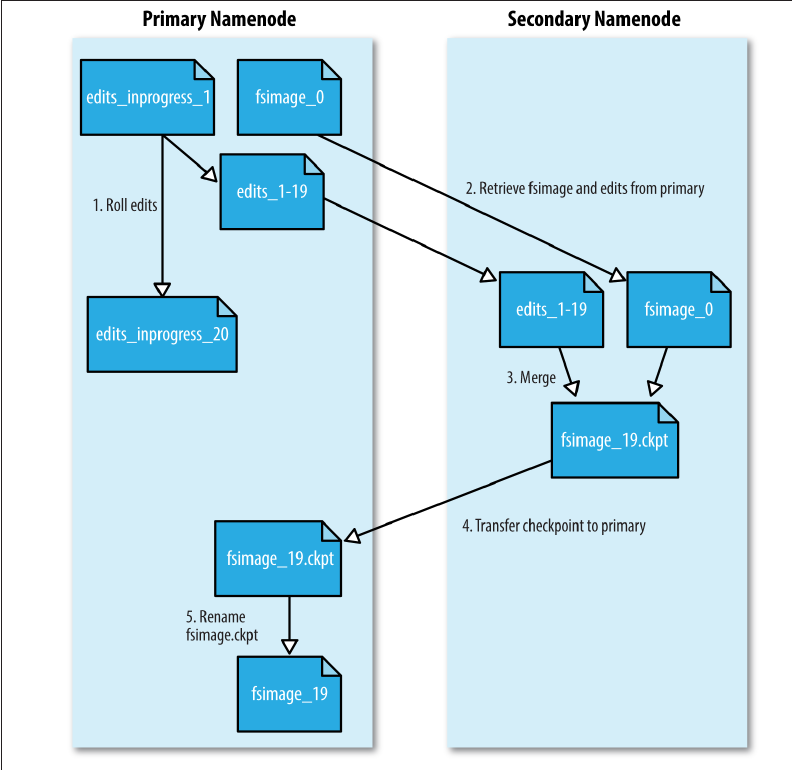 Primary Namenode
Secondary Namenode
edits_inprogress_1
fsimage_0
edits_1-19
1. Roll edits
2. Retrieve fsimage and edits from primary
edits_inprogress_20
edits_1-19
fsimage_0
3. Merge
fsimage_19.ckpt
4. Transfer checkpoint to primary
fsimage_19.ckpt
5. Rename
fsimage.ckpt
fsimage_19